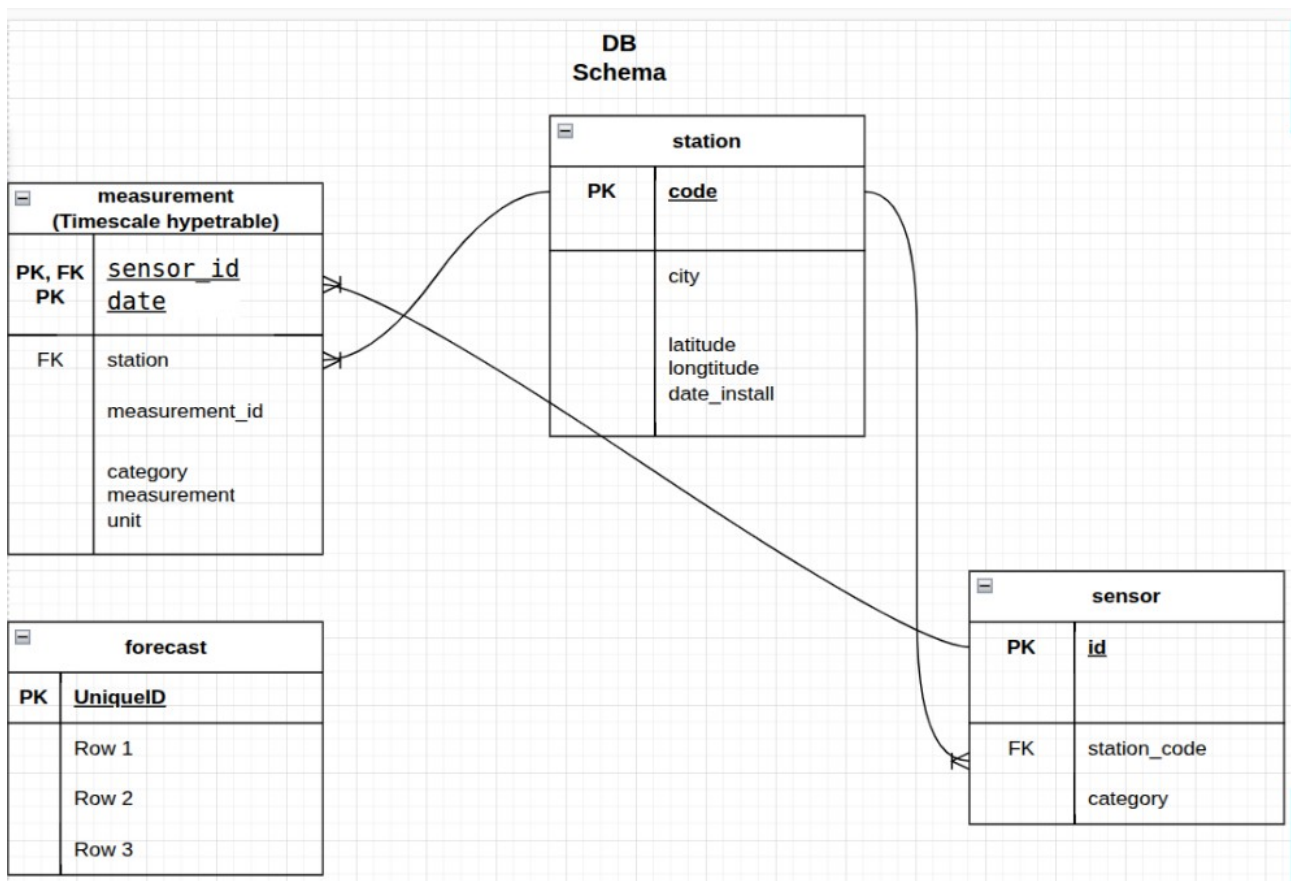 DB
Schema
station
PK code
city
latitude
longtitude
date_install
measurement
(Timescale hypetrable)
PK, FK sensor_id
PK date
FK station
measurement_id
category
measurement
unit
forecast
PK UniqueID
Row 1
Row 2
Row 3
sensor
PK id
FK station_code
category